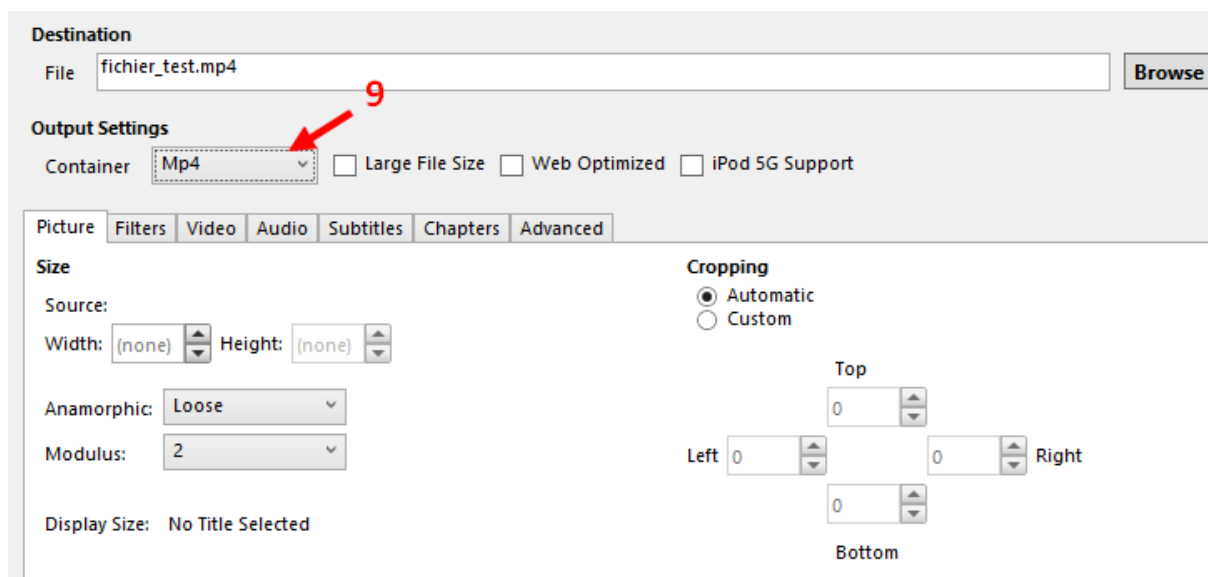 Destination
File fichier_test.mp4 Browse
9
Output Settings
Container Mp4 Large File Size Web Optimized iPod 5G Support
Picture Filters Video Audio Subtitles Chapters Advanced
Size Cropping
Source: Automatic
Custom
Width: (none) Height: (none)
Top
Anamorphic: Loose 0
Modulus: 2 Left 0 0 Right
0
Display Size: No Title Selected
Bottom